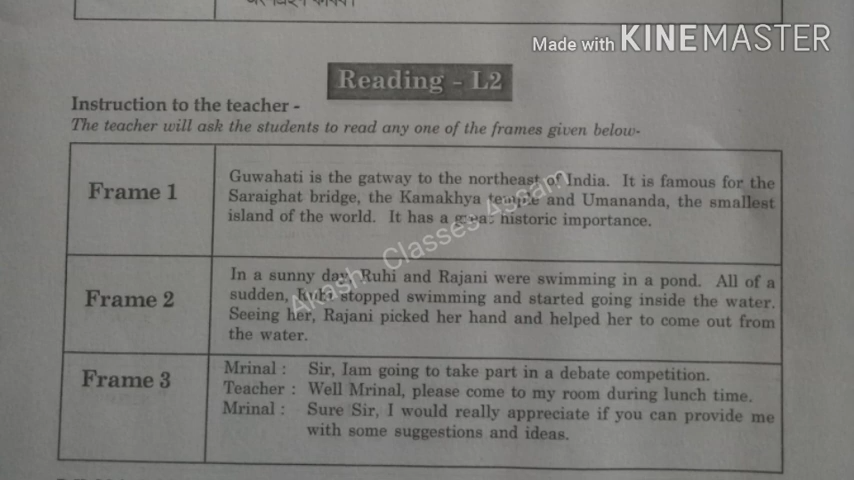 Made with KINEMASTER
Reading - L2
Instruction to the teacher -
The teacher will ask the students to read any one of the frames given below-
Frame 1
Guwahati is the gatway to the northeast of India. It is famous for the
Saraighat bridge, the Kamakhya temple and Umananda, the smallest
island of the world. It has a great historic importance.
Frame 2
In a sunny day, Ruhi and Rajani were swimming in a pond. All of a
sudden, Ruhi stopped swimming and started going inside the water.
Seeing her, Rajani picked her hand and helped her to come out from
the water.
Frame 3
Mrinal : Sir, Iam going to take part in a debate competition.
Teacher : Well Mrinal, please come to my room during lunch time.
Mrinal : Sure Sir, I would really appreciate if you can provide me
with some suggestions and ideas.
Akash Classes Assam